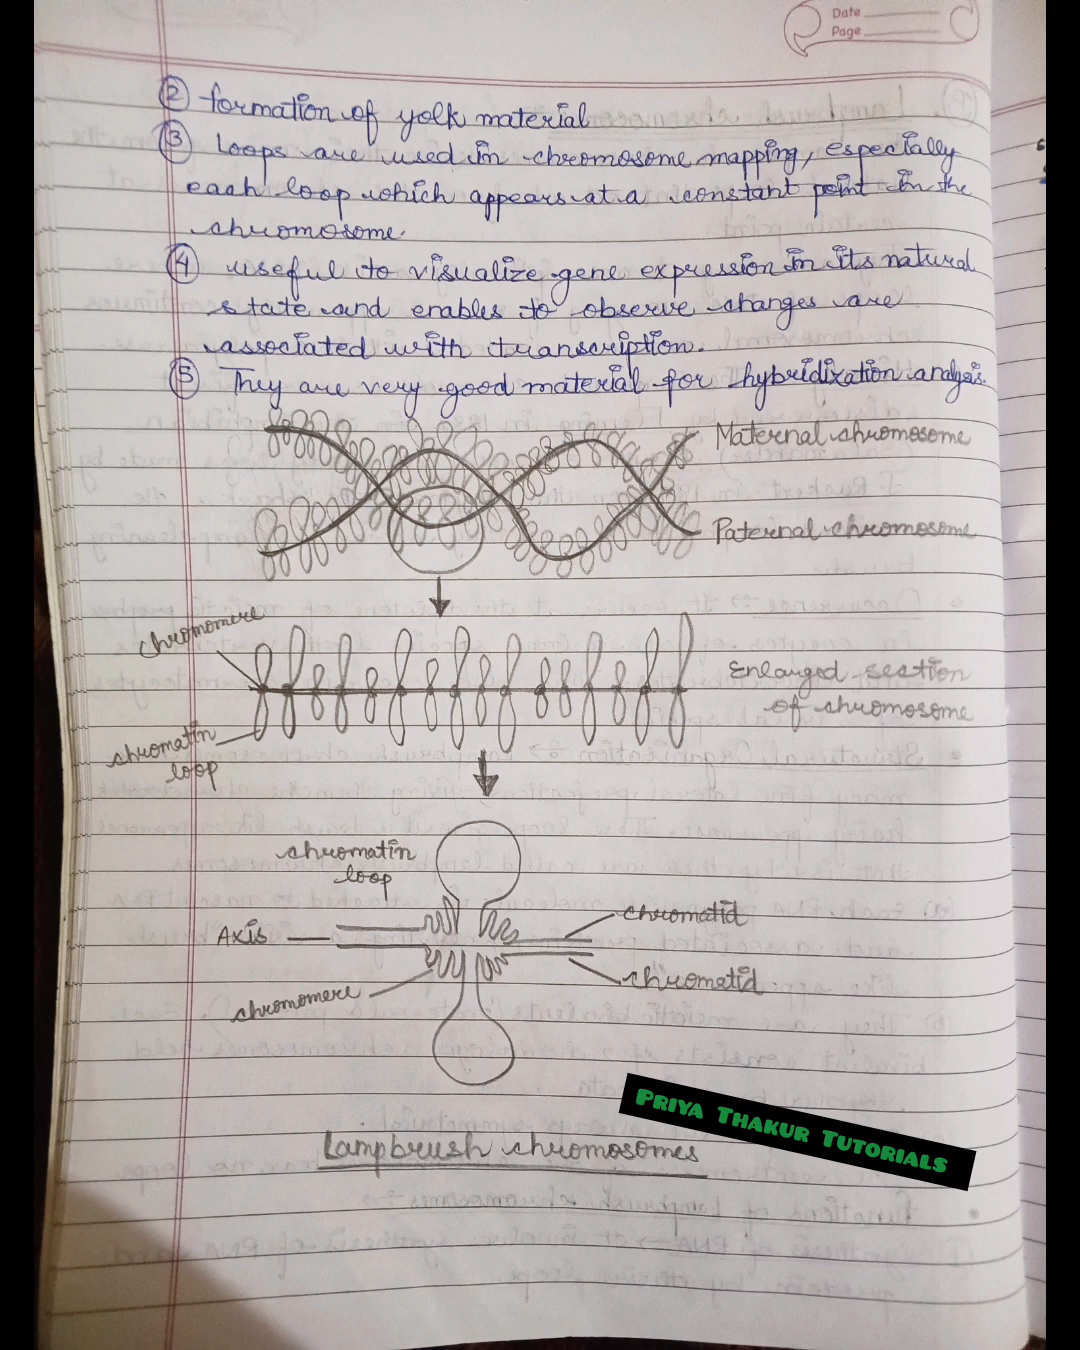 Date
Page
② formation of yolk material
③ Loops are used in chromosome mapping, especially
each loop which appears at a constant point in the
chromosome.
④ useful to visualize gene expression in its natural
state and enables to observe changes are
associated with transcription.
⑤ They are very good material for hybridization analysis.
Maternal chromosome
Paternal chromosome
chromomere
Enlarged section
of chromosome
chromatin
loop
chromatin
loop
chromatid
Axis
chromatid
chromomere
PRIYA THAKUR TUTORIALS
Lampbrush chromosomes